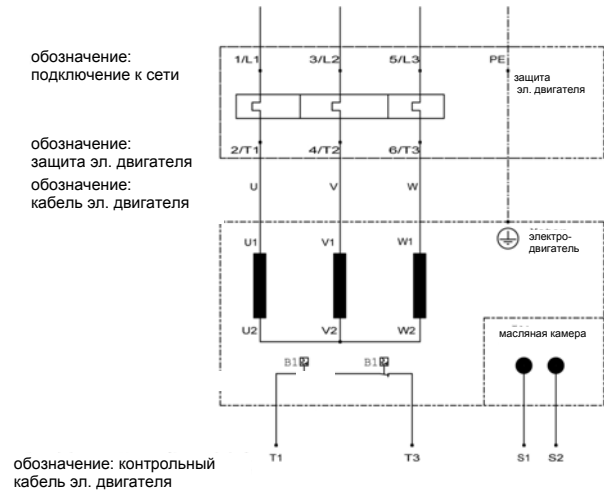 обозначение:
подключение к сети
1/L1 3/L2 5/L3 PE
защита
эл. двигателя
обозначение:
защита эл. двигателя
2/T1 4/T2 6/T3
обозначение:
кабель эл. двигателя
U V W
U1 V1 W1
электро-
двигатель
U2 V2 W2
масляная камера
B1 B1
T1 T3 S1 S2
обозначение: контрольный
кабель эл. двигателя